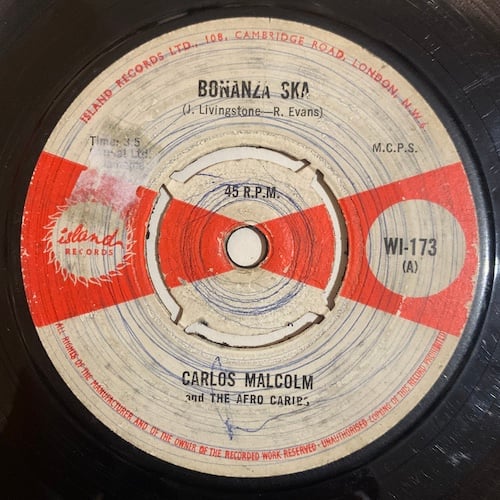 ISLAND RECORDS LTD., 108, CAMBRIDGE ROAD, LONDON, N.W.6.
BONANZA SKA
(J. Livingstone—R. Evans)
Time: 3.5
Ltd.
M.C.P.S.
45 R.P.M.
island
RECORDS
WI-173
(A)
CARLOS MALCOLM
and THE AFRO CARIBS
ALL RIGHTS OF THE MANUFACTURER AND OF THE OWNER OF THE RECORDED WORK RESERVED · UNAUTHORISED COPYING OF THIS RECORD PROHIBITED